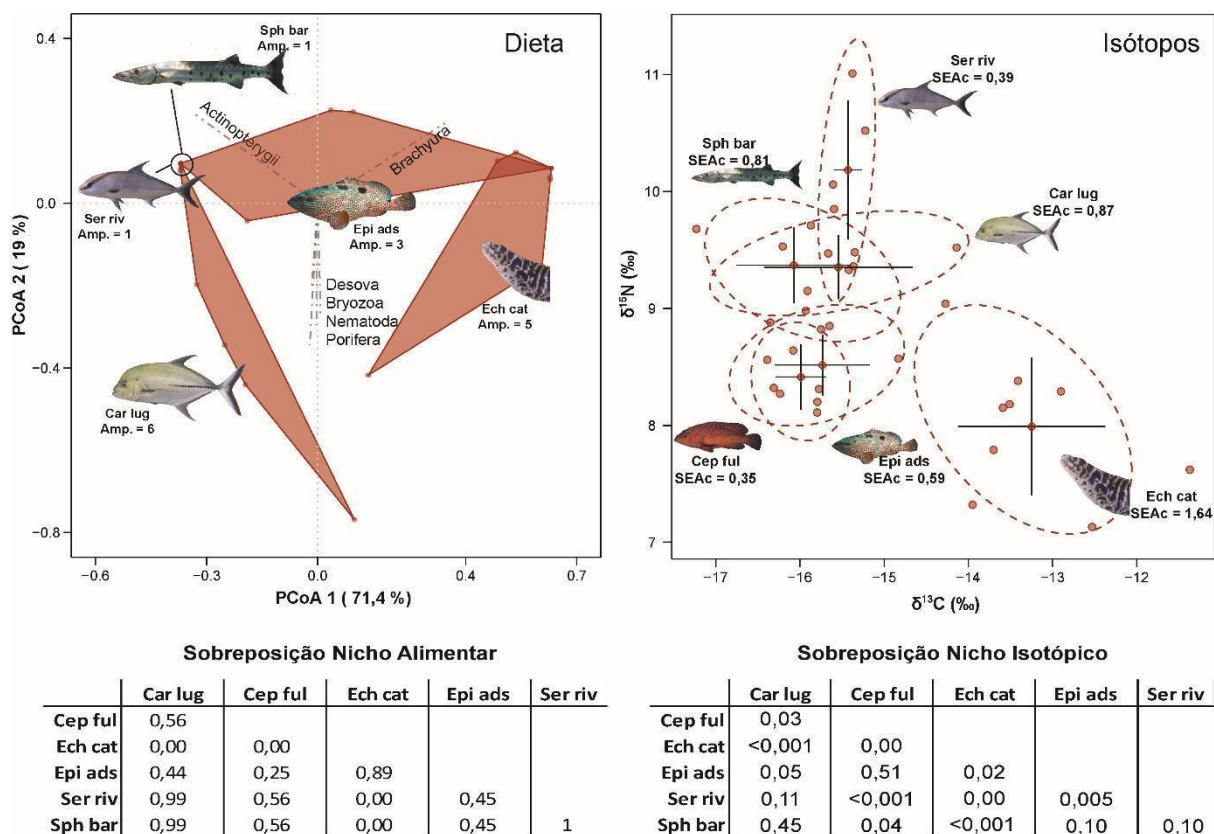 Dieta
Sph bar
Amp. = 1
Actinopterygii
Brachyura
Ser riv
Amp. = 1
Epi ads
Amp. = 3
Desova
Bryozoa
Nematoda
Porifera
Ech cat
Amp. = 5
Car lug
Amp. = 6
0.4
0.0
−0.4
−0.8
PCoA 2 ( 19 %)
−0.6
−0.3
0.0
0.4
0.7
PCoA 1 ( 71,4 %)
Isótopos
Ser riv
SEAc = 0,39
Sph bar
SEAc = 0,81
Car lug
SEAc = 0,87
Cep ful
SEAc = 0,35
Epi ads
SEAc = 0,59
Ech cat
SEAc = 1,64
11
10
9
8
7
δ¹⁵N (‰)
−17
−16
−15
−14
−13
−12
δ¹³C (‰)
Sobreposição Nicho Alimentar
Car lug Cep ful Ech cat Epi ads Ser riv
Cep ful 0,56
Ech cat 0,00 0,00
Epi ads 0,44 0,25 0,89
Ser riv 0,99 0,56 0,00 0,45
Sph bar 0,99 0,56 0,00 0,45 1
Sobreposição Nicho Isotópico
Car lug Cep ful Ech cat Epi ads Ser riv
Cep ful 0,03
Ech cat <0,001 0,00
Epi ads 0,05 0,51 0,02
Ser riv 0,11 <0,001 0,00 0,005
Sph bar 0,45 0,04 <0,001 0,10 0,10